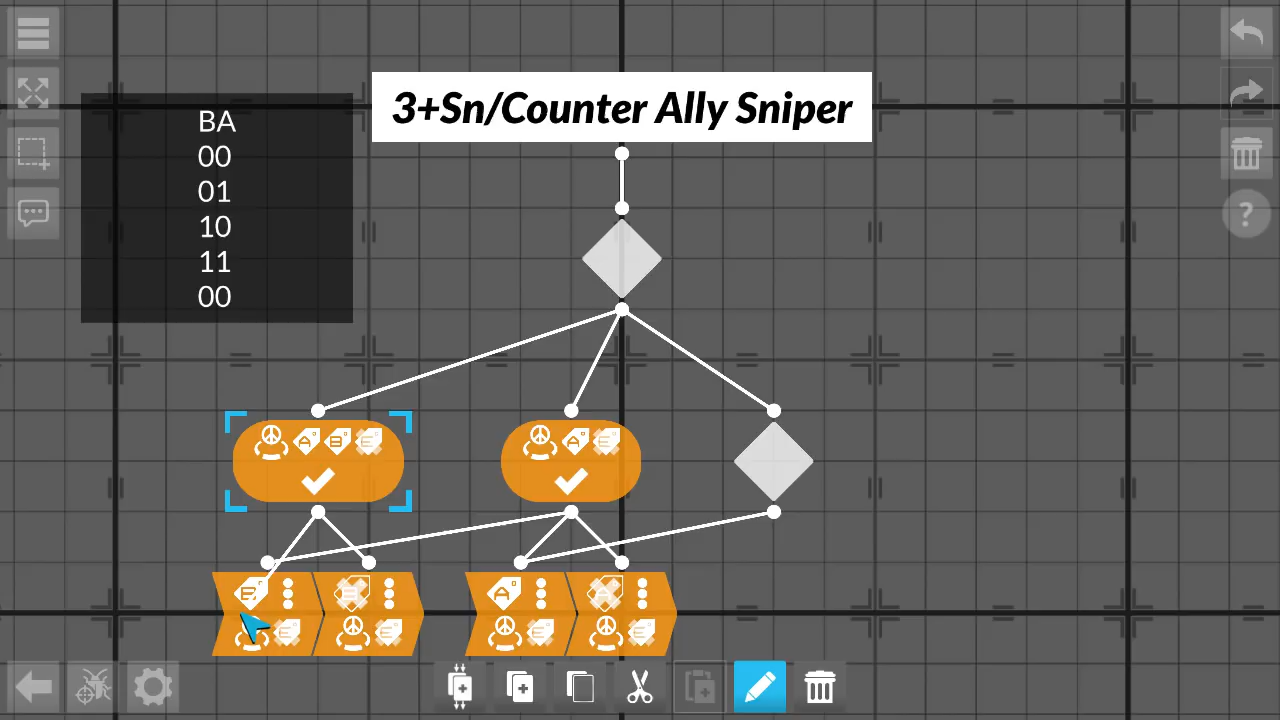 3+Sn/Counter Ally Sniper
BA
00
01
10
11
00
?
A B E
A E
B
E E
A A
E E